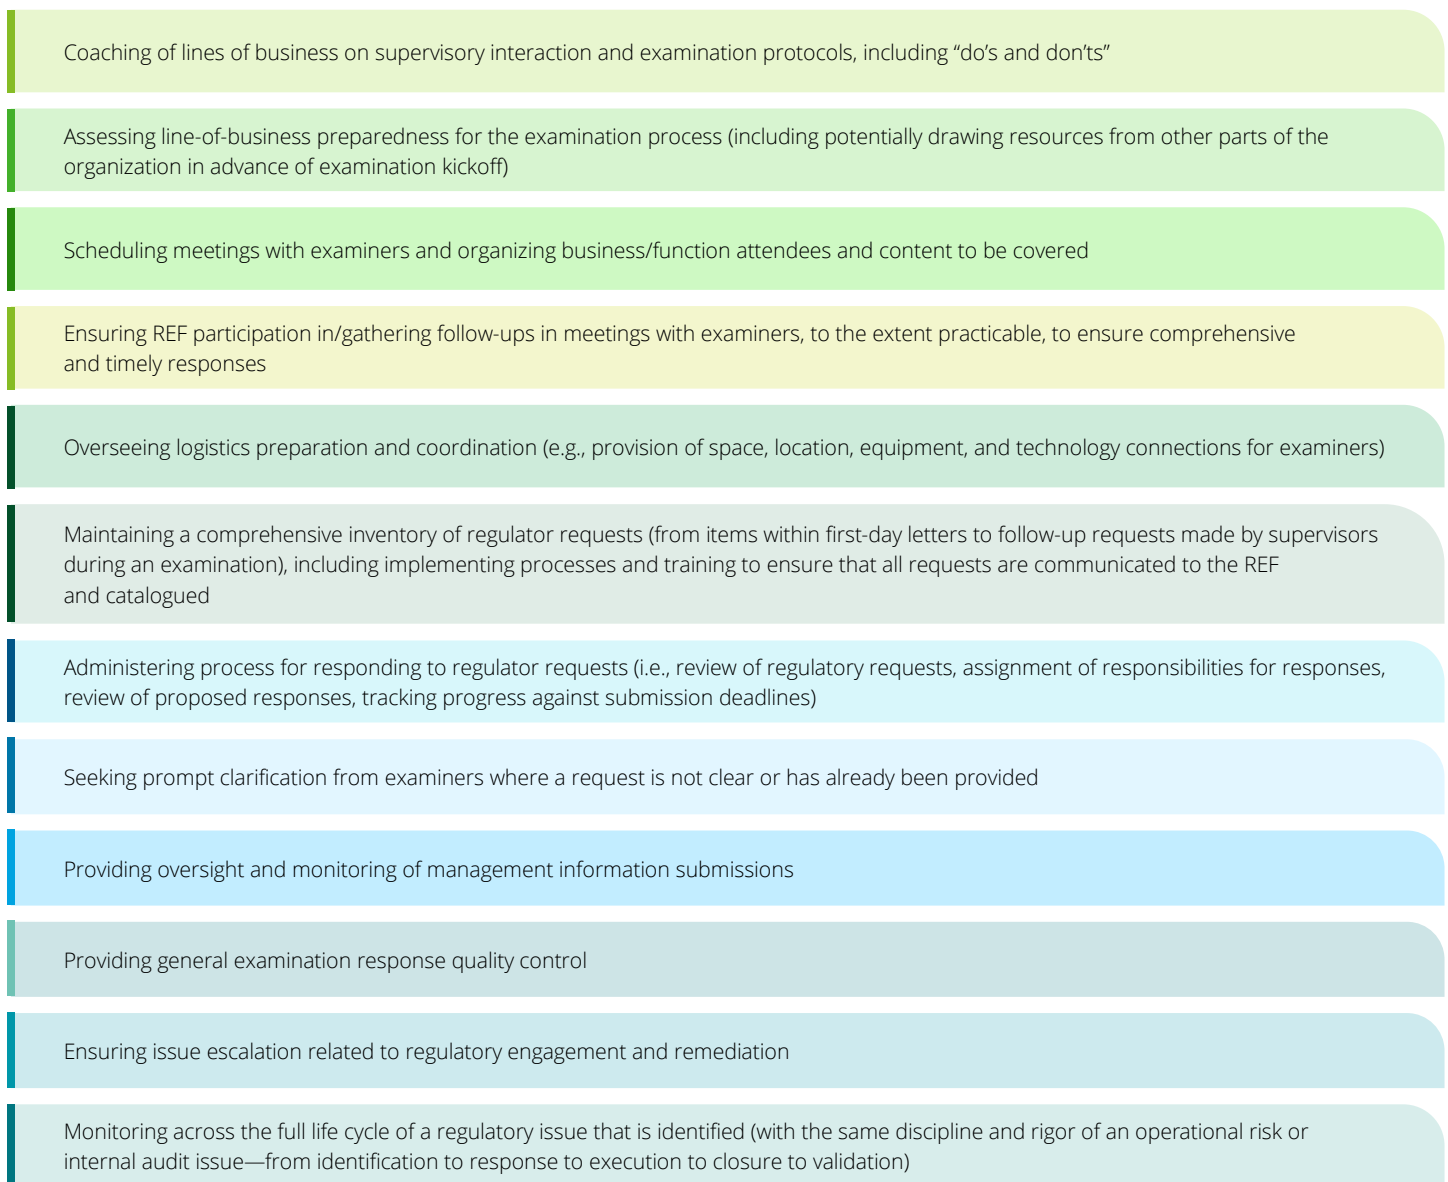 Coaching of lines of business on supervisory interaction and examination protocols, including “do’s and don’ts”
Assessing line-of-business preparedness for the examination process (including potentially drawing resources from other parts of the
organization in advance of examination kickoff)
Scheduling meetings with examiners and organizing business/function attendees and content to be covered
Ensuring REF participation in/gathering follow-ups in meetings with examiners, to the extent practicable, to ensure comprehensive
and timely responses
Overseeing logistics preparation and coordination (e.g., provision of space, location, equipment, and technology connections for examiners)
Maintaining a comprehensive inventory of regulator requests (from items within first-day letters to follow-up requests made by supervisors
during an examination), including implementing processes and training to ensure that all requests are communicated to the REF
and catalogued
Administering process for responding to regulator requests (i.e., review of regulatory requests, assignment of responsibilities for responses,
review of proposed responses, tracking progress against submission deadlines)
Seeking prompt clarification from examiners where a request is not clear or has already been provided
Providing oversight and monitoring of management information submissions
Providing general examination response quality control
Ensuring issue escalation related to regulatory engagement and remediation
Monitoring across the full life cycle of a regulatory issue that is identified (with the same discipline and rigor of an operational risk or
internal audit issue—from identification to response to execution to closure to validation)